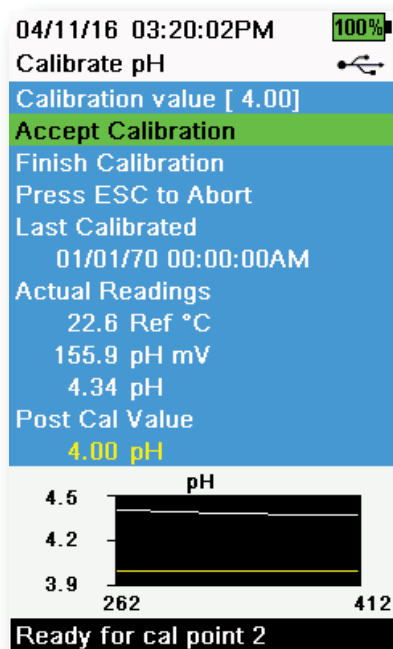 04/11/16 03:20:02PM 100%
Calibrate pH
Calibration value [ 4.00]
Accept Calibration
Finish Calibration
Press ESC to Abort
Last Calibrated
01/01/70 00:00:00AM
Actual Readings
22.6 Ref °C
155.9 pH mV
4.34 pH
Post Cal Value
4.00 pH
pH
4.5
4.2
3.9
262 412
Ready for cal point 2